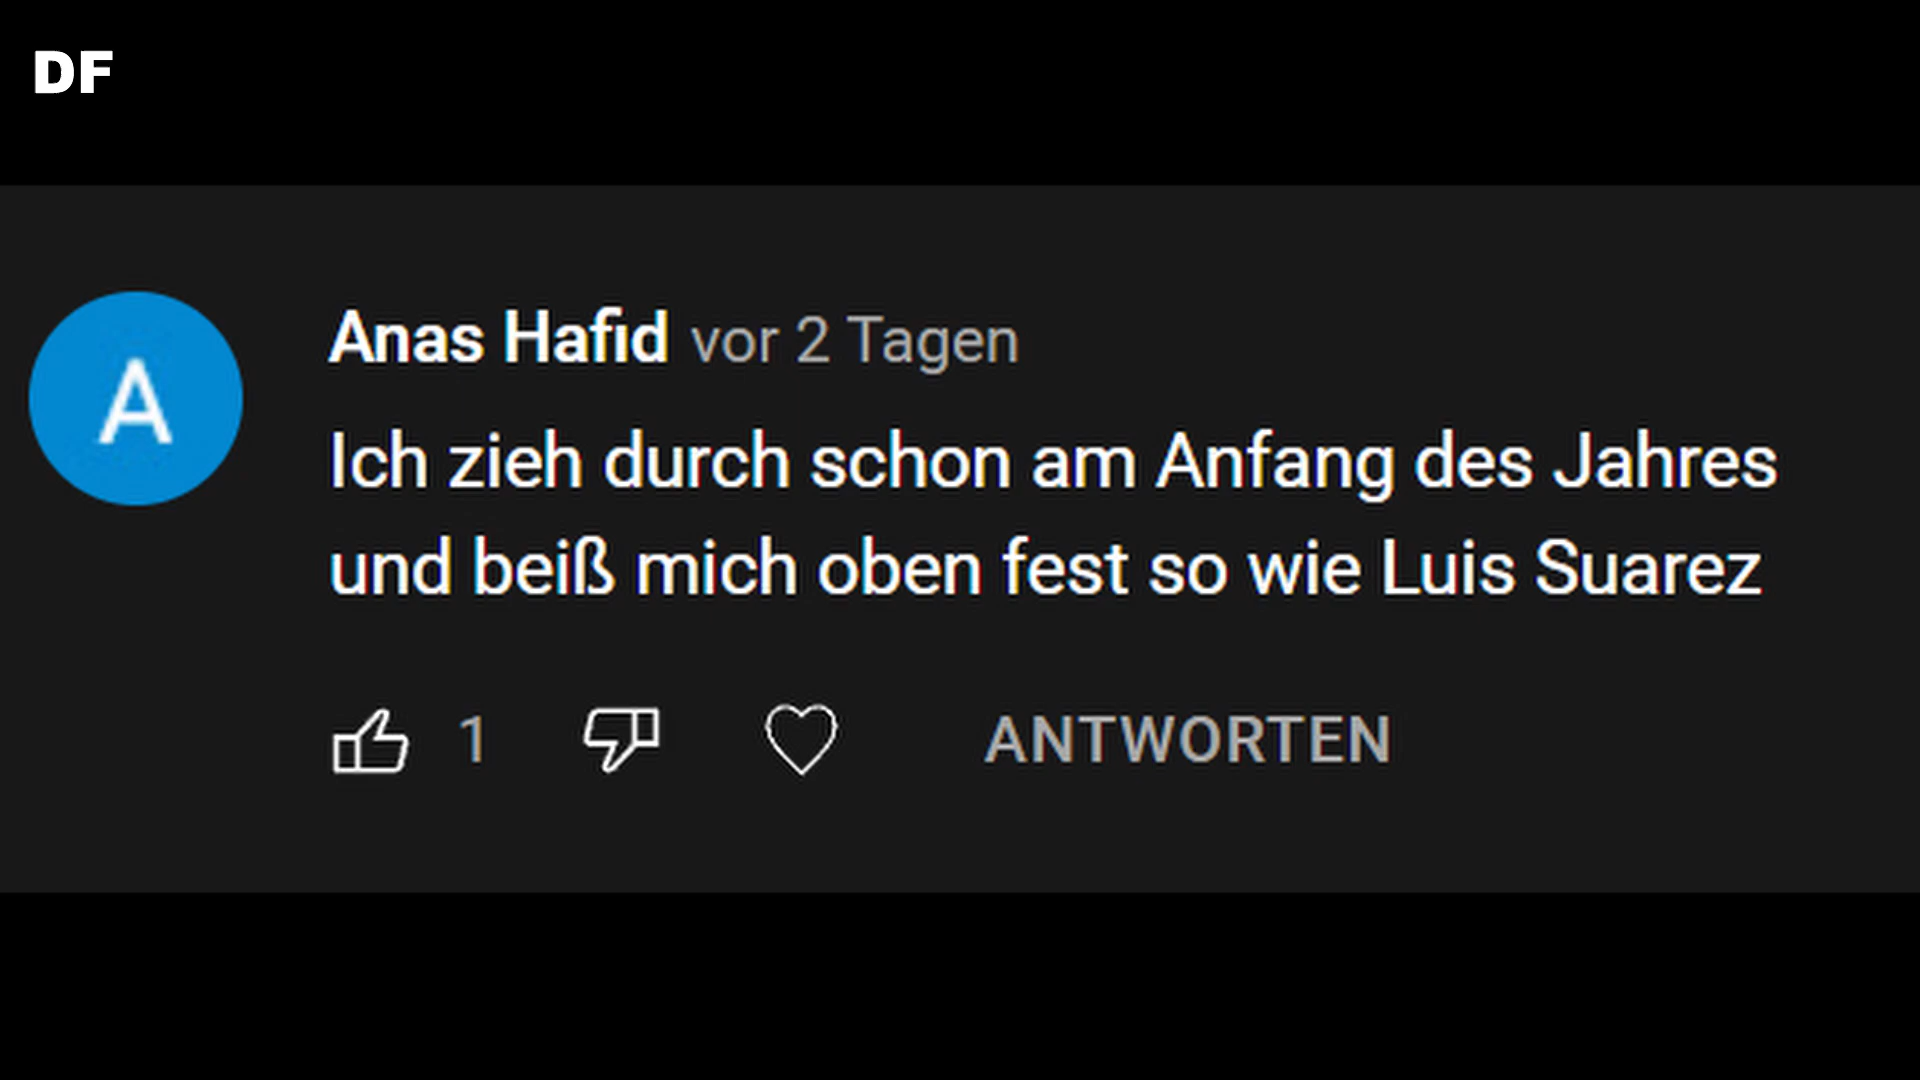 DF
A
Anas Hafid vor 2 Tagen
Ich zieh durch schon am Anfang des Jahres
und beiß mich oben fest so wie Luis Suarez
1 ANTWORTEN